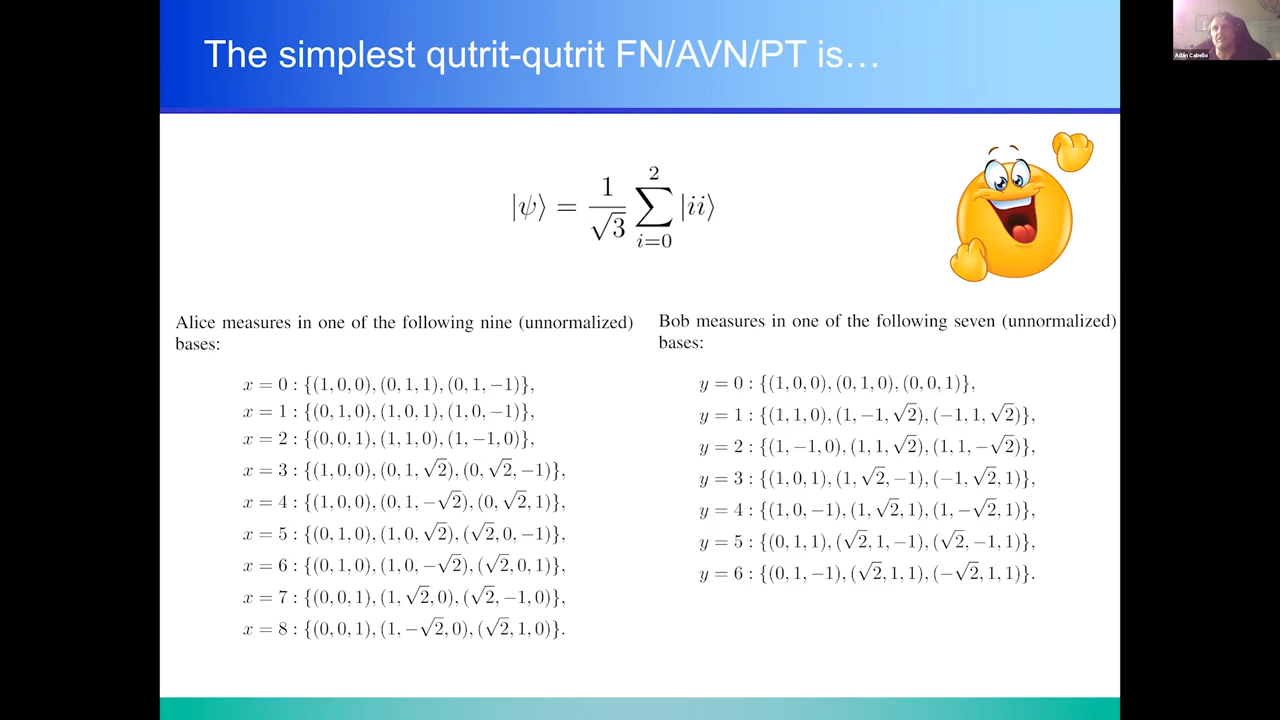 The simplest qutrit-qutrit FN/AVN/PT is…
Adán Cabello
|ψ⟩ = 1/√3 ∑_{i=0}^{2} |ii⟩
Alice measures in one of the following nine (unnormalized)
bases:
x = 0 : {(1, 0, 0), (0, 1, 1), (0, 1, −1)},
x = 1 : {(0, 1, 0), (1, 0, 1), (1, 0, −1)},
x = 2 : {(0, 0, 1), (1, 1, 0), (1, −1, 0)},
x = 3 : {(1, 0, 0), (0, 1, √2), (0, √2, −1)},
x = 4 : {(1, 0, 0), (0, 1, −√2), (0, √2, 1)},
x = 5 : {(0, 1, 0), (1, 0, √2), (√2, 0, −1)},
x = 6 : {(0, 1, 0), (1, 0, −√2), (√2, 0, 1)},
x = 7 : {(0, 0, 1), (1, √2, 0), (√2, −1, 0)},
x = 8 : {(0, 0, 1), (1, −√2, 0), (√2, 1, 0)}.
Bob measures in one of the following seven (unnormalized)
bases:
y = 0 : {(1, 0, 0), (0, 1, 0), (0, 0, 1)},
y = 1 : {(1, 1, 0), (1, −1, √2), (−1, 1, √2)},
y = 2 : {(1, −1, 0), (1, 1, √2), (1, 1, −√2)},
y = 3 : {(1, 0, 1), (1, √2, −1), (−1, √2, 1)},
y = 4 : {(1, 0, −1), (1, √2, 1), (1, −√2, 1)},
y = 5 : {(0, 1, 1), (√2, 1, −1), (√2, −1, 1)},
y = 6 : {(0, 1, −1), (√2, 1, 1), (−√2, 1, 1)}.